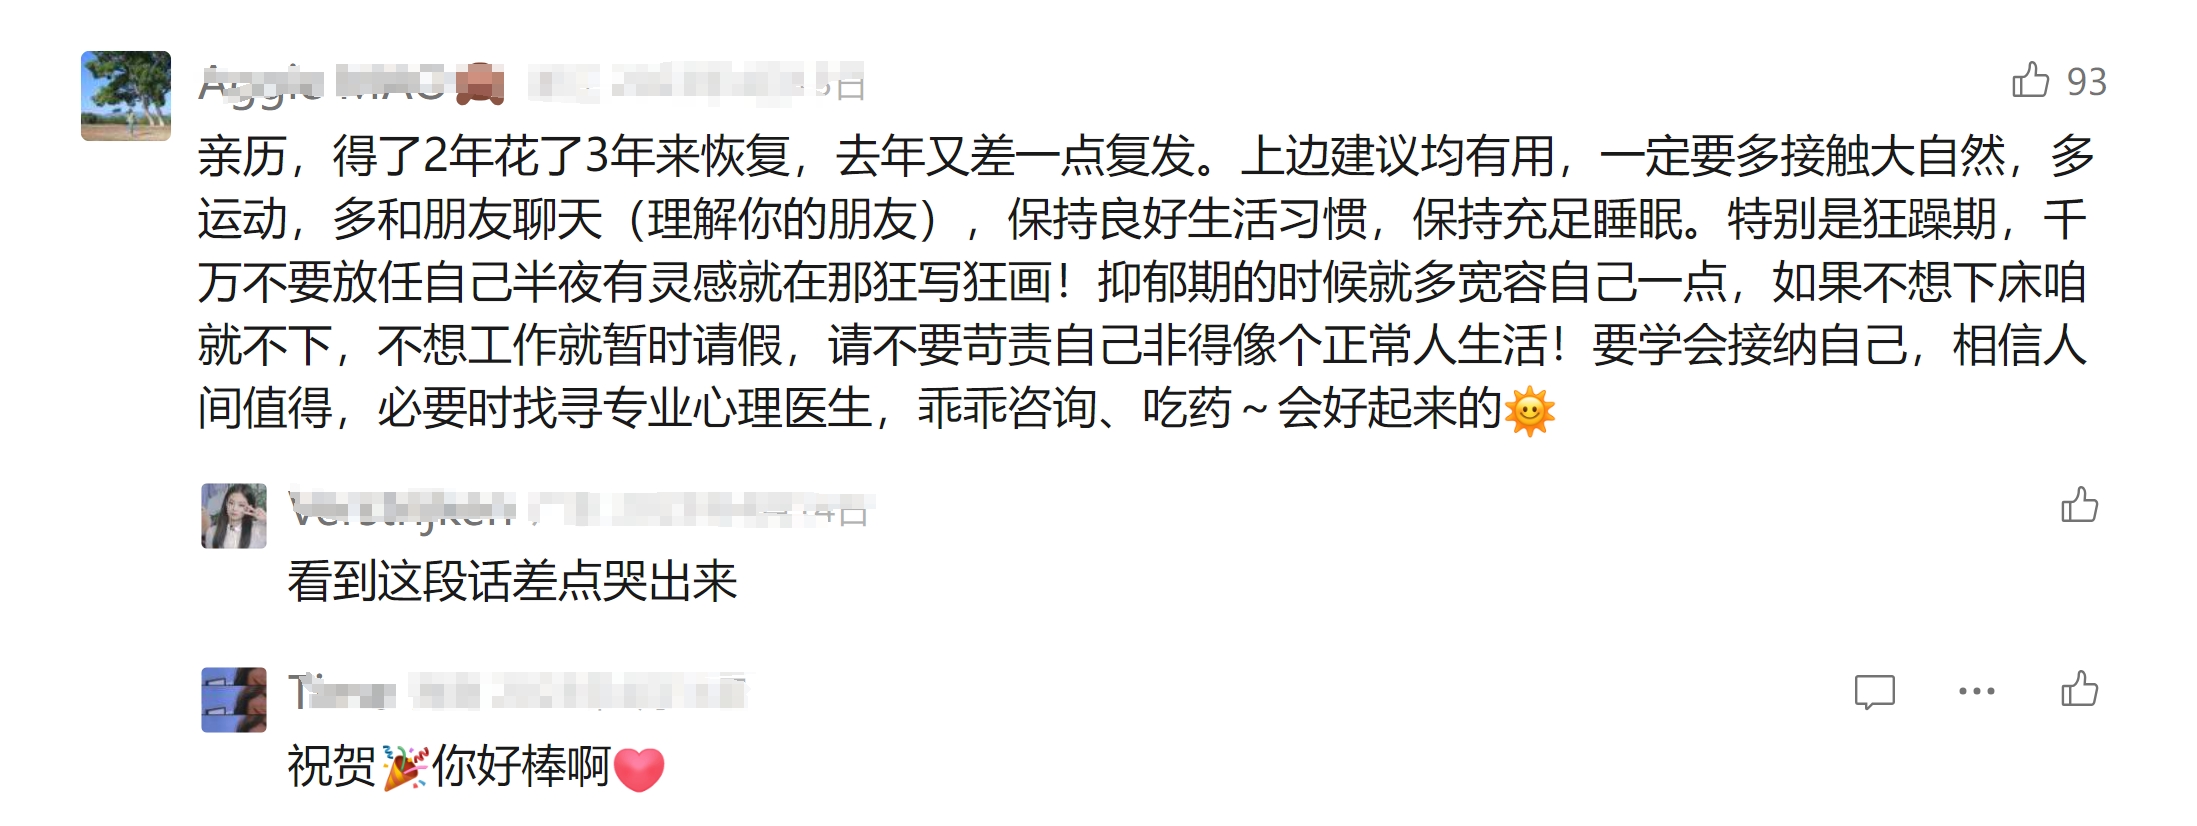 93
亲历，得了2年花了3年来恢复，去年又差一点复发。上边建议均有用，一定要多接触大自然，多
运动，多和朋友聊天（理解你的朋友），保持良好生活习惯，保持充足睡眠。特别是狂躁期，千
万不要放任自己半夜有灵感就在那狂写狂画！抑郁期的时候就多宽容自己一点，如果不想下床咱
就不下，不想工作就暂时请假，请不要苛责自己非得像个正常人生活！要学会接纳自己，相信人
间值得，必要时找寻专业心理医生，乖乖咨询、吃药～会好起来的🌞
看到这段话差点哭出来
祝贺🎉你好棒啊❤